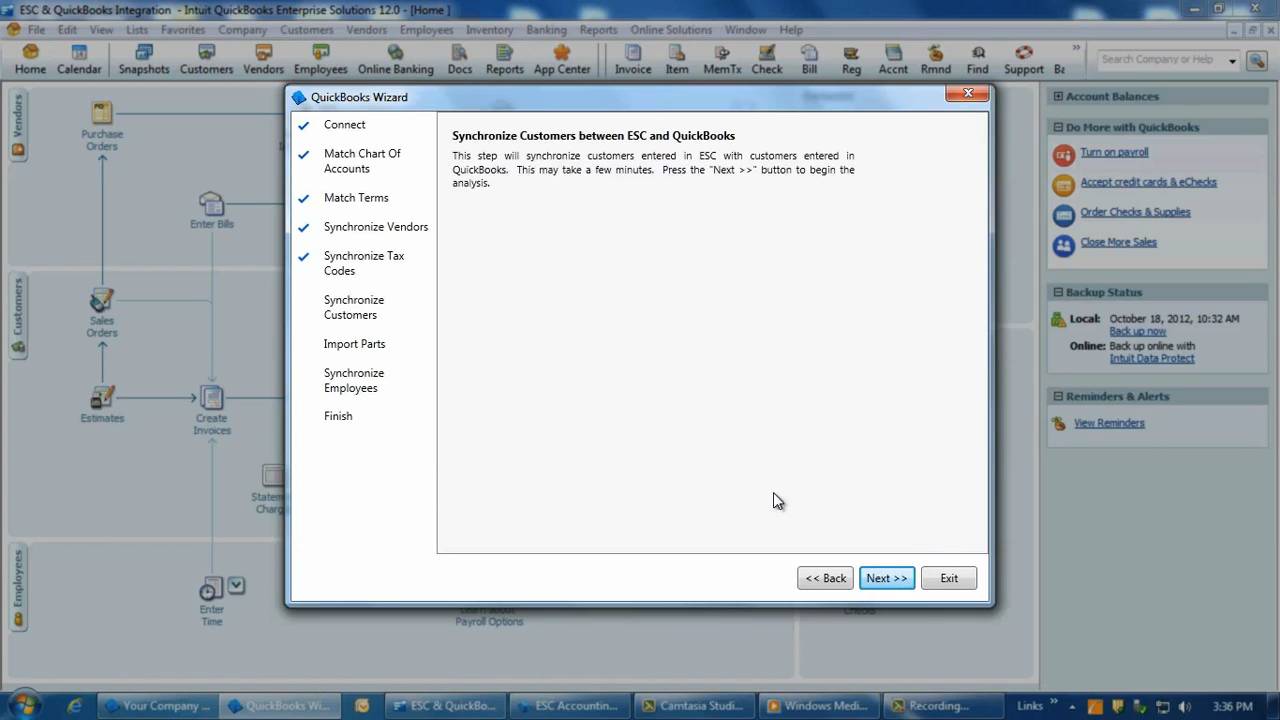 ESC & QuickBooks Integration - Intuit QuickBooks Enterprise Solutions 12.0 - [Home ]
File Edit View Lists Favorites Company Customers Vendors Employees Inventory Banking Reports Online Solutions Window Help
Home Calendar Snapshots Customers Vendors Employees Online Banking Docs Reports App Center Invoice Item MemTx Check Bill Reg Accnt Rmnd Find Support Ba
Search Company or Help
Vendors
Purchase
Orders
Enter Bills
Customers
Sales
Orders
Estimates
Create
Invoices
Statem
Charg
Employees
Enter
Time
Learn about
Payroll Options
Checks
QuickBooks Wizard
Connect
Match Chart Of
Accounts
Match Terms
Synchronize Vendors
Synchronize Tax
Codes
Synchronize
Customers
Import Parts
Synchronize
Employees
Finish
Synchronize Customers between ESC and QuickBooks
This step will synchronize customers entered in ESC with customers entered in
QuickBooks. This may take a few minutes. Press the "Next >>" button to begin the
analysis.
<< Back Next >> Exit
Account Balances
Do More with QuickBooks
Turn on payroll
Accept credit cards & eChecks
Order Checks & Supplies
Close More Sales
Backup Status
Local: October 18, 2012, 10:32 AM
Back up now
Online: Back up online with
Intuit Data Protect
Reminders & Alerts
View Reminders
Your Company ... QuickBooks Wi... ESC & QuickBo... ESC Accountin... Camtasia Studi... Windows Medi... Recording... Links 3:36 PM